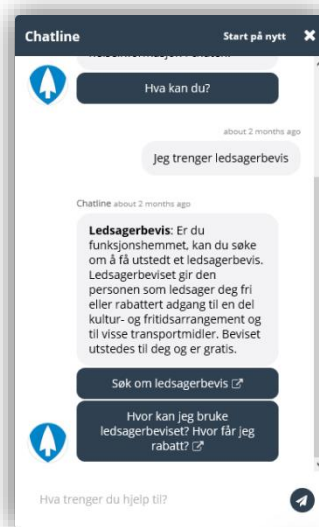 Chatline
Start på nytt
Hva kan du?
about 2 months ago
Jeg trenger ledsagerbevis
Chatline about 2 months ago
Ledsagerbevis: Er du
funksjonshemmet, kan du søke
om å få utstedt et ledsagerbevis.
Ledsagerbeviset gir den
personen som ledsager deg fri
eller rabattert adgang til en del
kultur- og fritidsarrangement og
til visse transportmidler. Beviset
utstedes til deg og er gratis.
Søk om ledsagerbevis
Hvor kan jeg bruke
ledsagerbeviset? Hvor får jeg
rabatt?
Hva trenger du hjelp til?